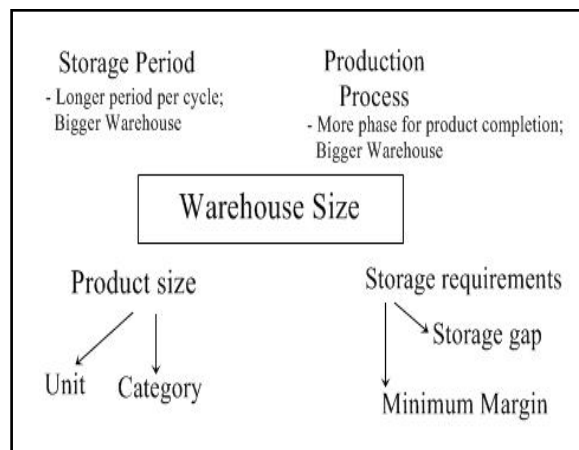 Storage Period
- Longer period per cycle;
Bigger Warehouse
Production
Process
- More phase for product completion;
Bigger Warehouse
Warehouse Size
Product size
Unit
Category
Storage requirements
Storage gap
Minimum Margin